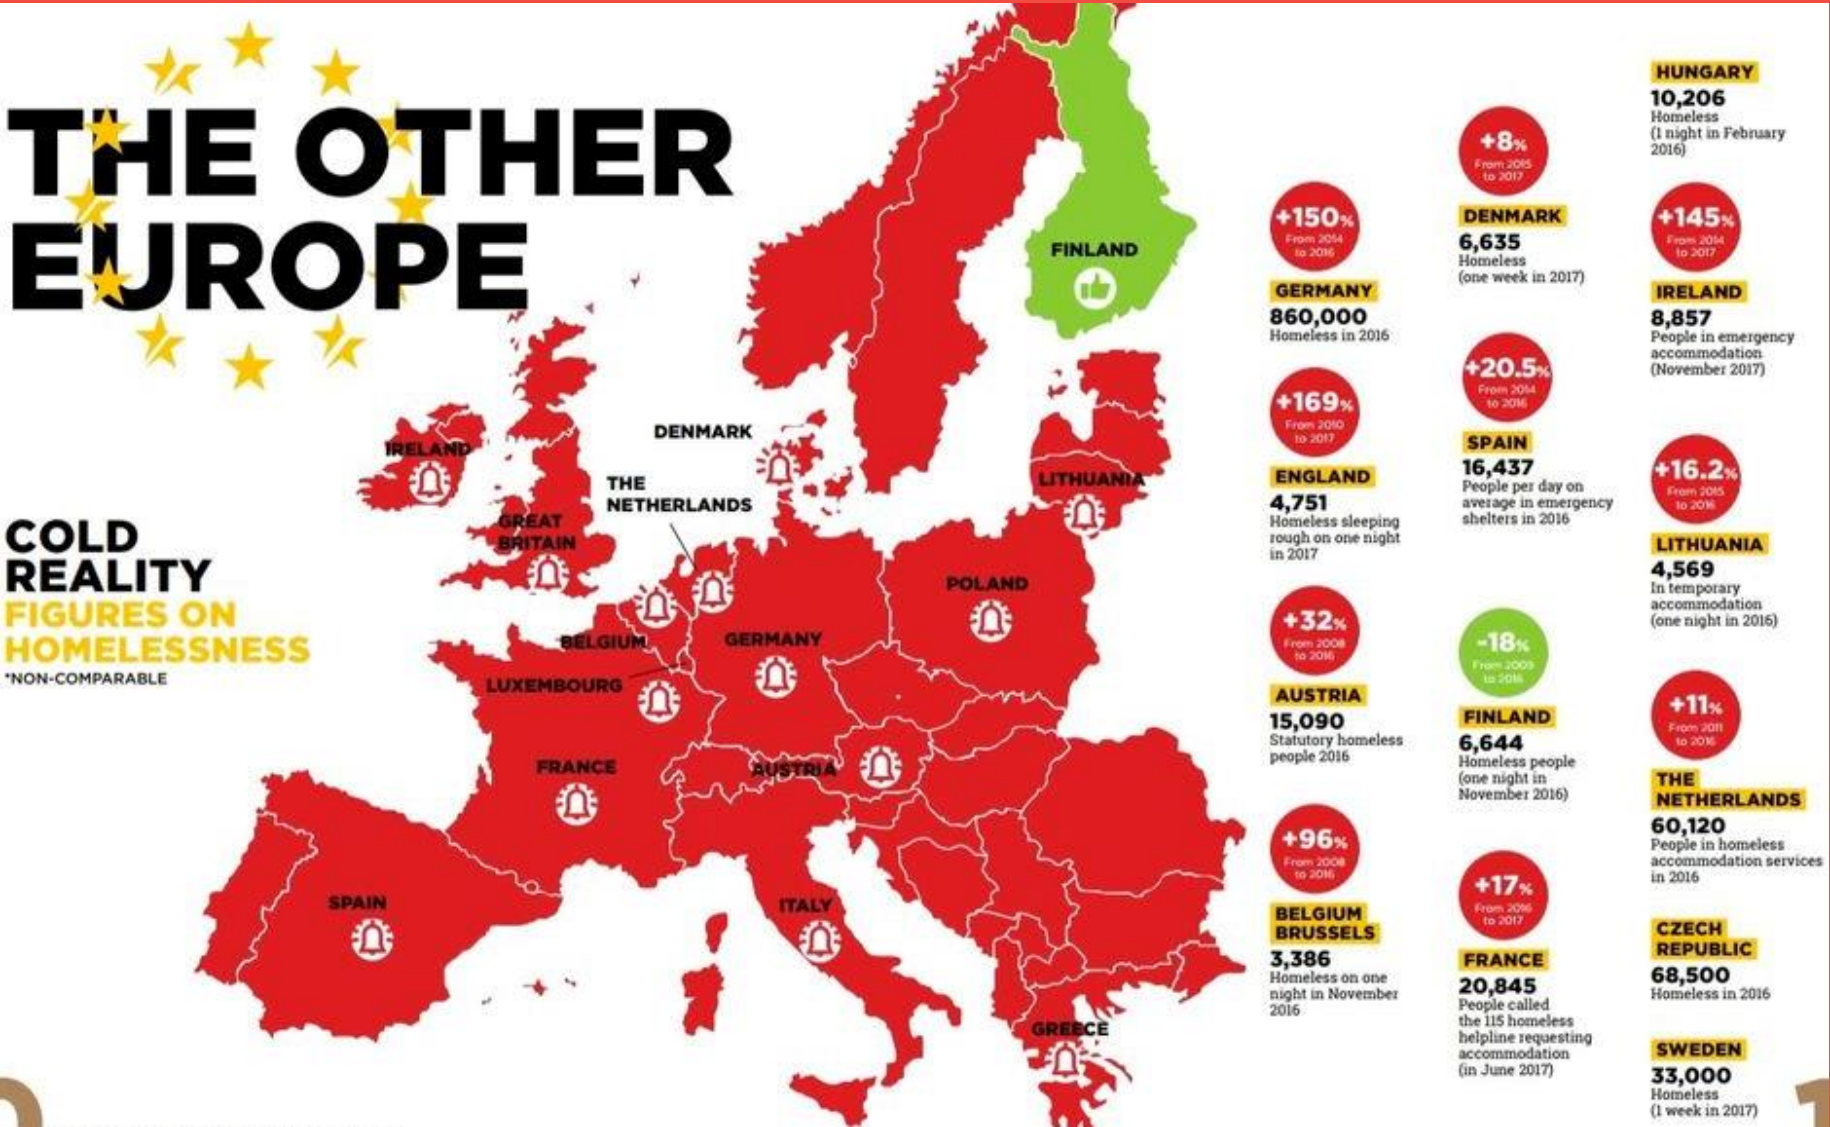 THE OTHER
EUROPE
COLD
REALITY
FIGURES ON
HOMELESSNESS
*NON-COMPARABLE
FINLAND
IRELAND
DENMARK
THE
NETHERLANDS
LITHUANIA
GREAT
BRITAIN
POLAND
BELGIUM
GERMANY
LUXEMBOURG
FRANCE
AUSTRIA
SPAIN
ITALY
GREECE
+150%
From 2014
to 2016
GERMANY
860,000
Homeless in 2016
+169%
From 2010
to 2017
ENGLAND
4,751
Homeless sleeping
rough on one night
in 2017
+32%
From 2008
to 2016
AUSTRIA
15,090
Statutory homeless
people 2016
+96%
From 2008
to 2016
BELGIUM
BRUSSELS
3,386
Homeless on one
night in November
2016
+8%
From 2015
to 2017
DENMARK
6,635
Homeless
(one week in 2017)
+20.5%
From 2014
to 2016
SPAIN
16,437
People per day on
average in emergency
shelters in 2016
-18%
From 2009
to 2016
FINLAND
6,644
Homeless people
(one night in
November 2016)
+17%
From 2016
to 2017
FRANCE
20,845
People called
the 115 homeless
helpline requesting
accommodation
(in June 2017)
HUNGARY
10,206
Homeless
(1 night in February
2016)
+145%
From 2014
to 2017
IRELAND
8,857
People in emergency
accommodation
(November 2017)
+16.2%
From 2015
to 2016
LITHUANIA
4,569
In temporary
accommodation
(one night in 2016)
+11%
From 2011
to 2016
THE
NETHERLANDS
60,120
People in homeless
accommodation services
in 2016
CZECH
REPUBLIC
68,500
Homeless in 2016
SWEDEN
33,000
Homeless
(1 week in 2017)